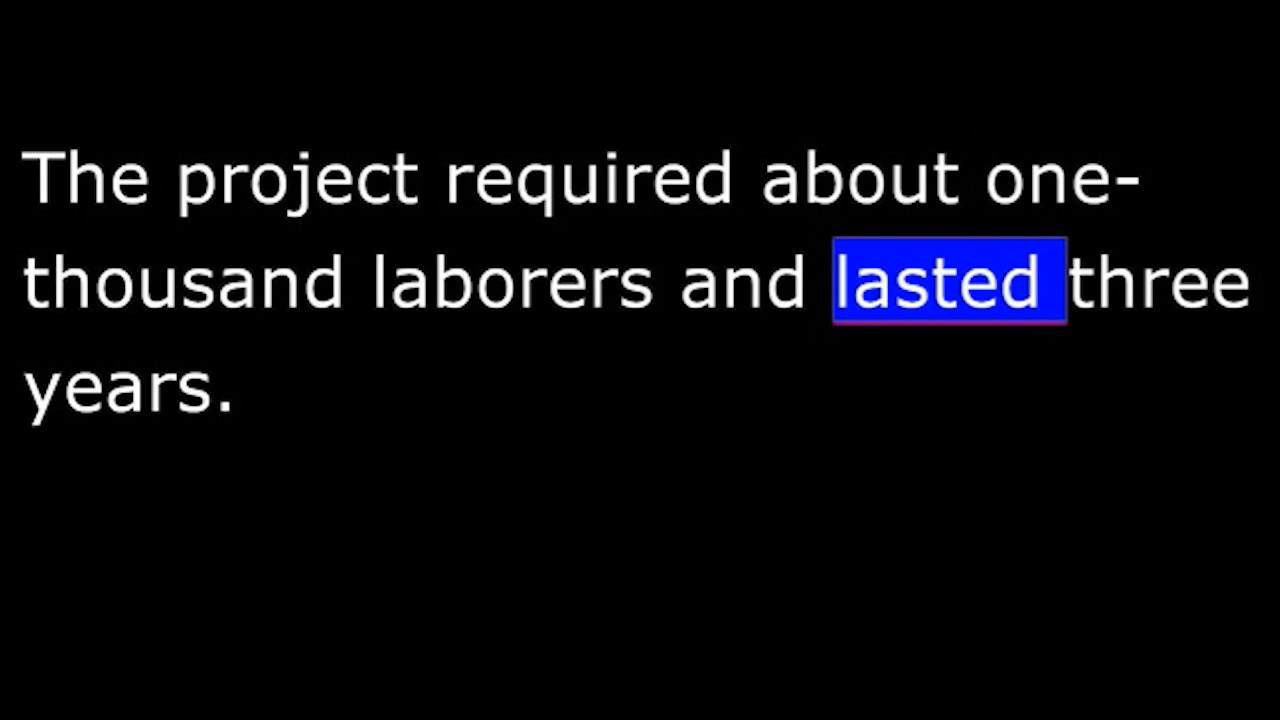 The project required about one-
thousand laborers and lasted three
years.